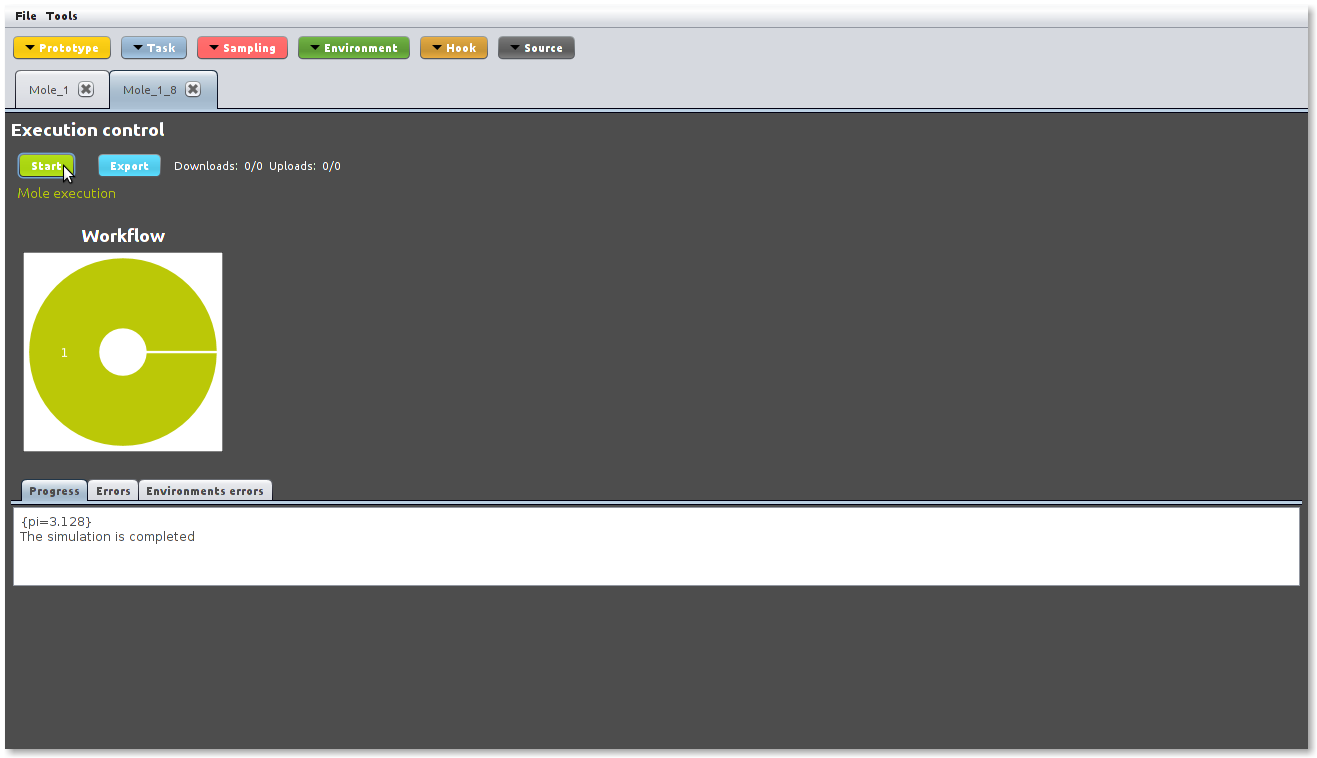 File Tools
Prototype Task Sampling Environment Hook Source
Mole_1 Mole_1_8
Execution control
Start Export Downloads: 0/0 Uploads: 0/0
Mole execution
Workflow
1
Progress Errors Environments errors
{pi=3.128}
The simulation is completed